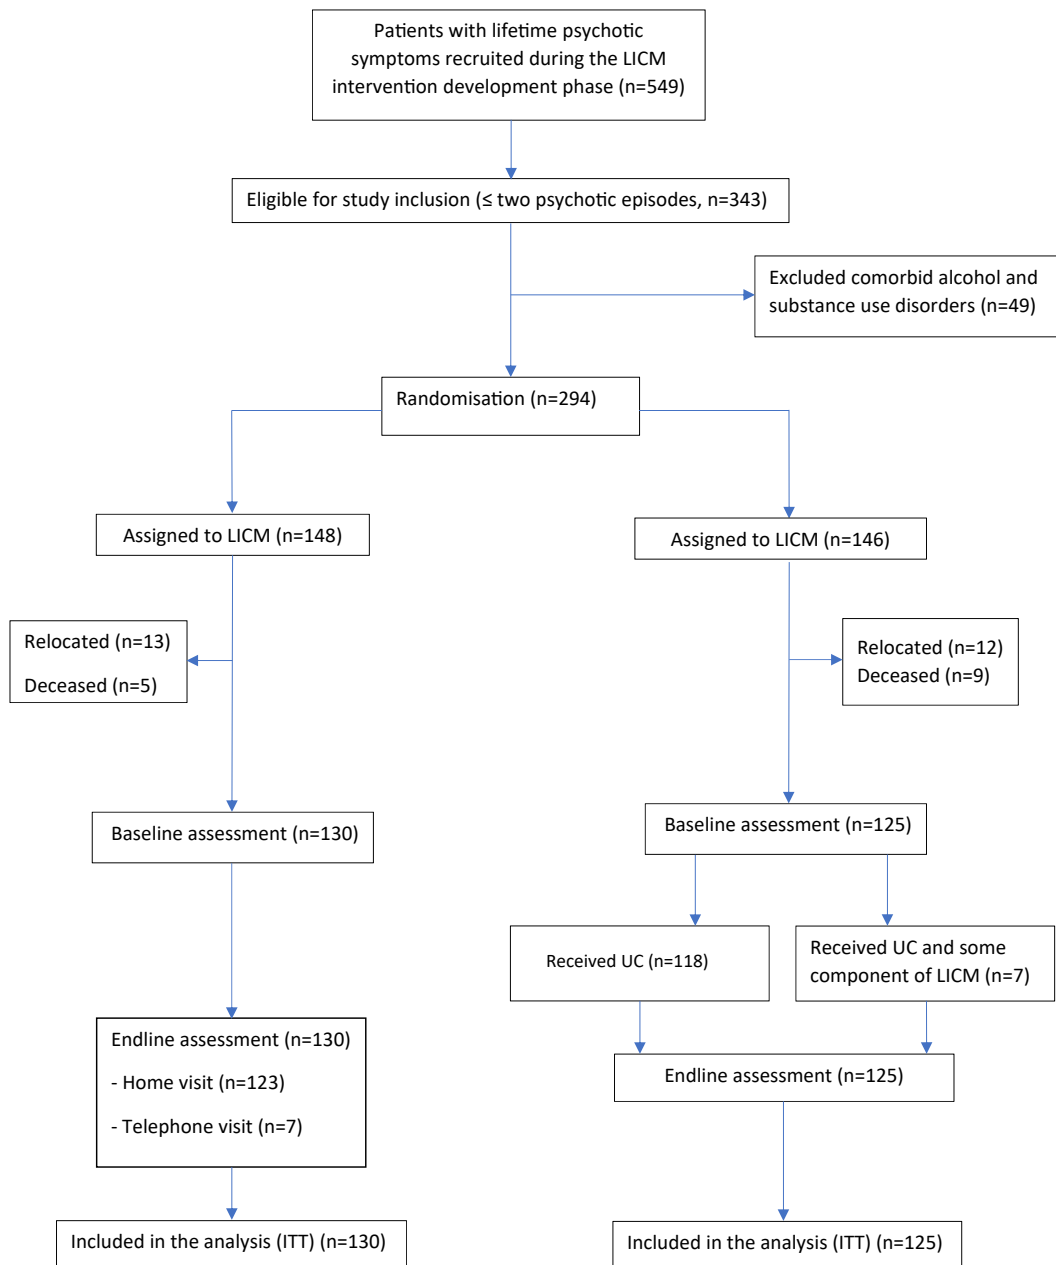 Patients with lifetime psychotic
symptoms recruited during the LICM
intervention development phase (n=549)
Eligible for study inclusion (≤ two psychotic episodes, n=343)
Excluded comorbid alcohol and
substance use disorders (n=49)
Randomisation (n=294)
Assigned to LICM (n=148)
Assigned to LICM (n=146)
Relocated (n=13)
Deceased (n=5)
Relocated (n=12)
Deceased (n=9)
Baseline assessment (n=130)
Baseline assessment (n=125)
Received UC (n=118)
Received UC and some
component of LICM (n=7)
Endline assessment (n=130)
- Home visit (n=123)
- Telephone visit (n=7)
Endline assessment (n=125)
Included in the analysis (ITT) (n=130)
Included in the analysis (ITT) (n=125)